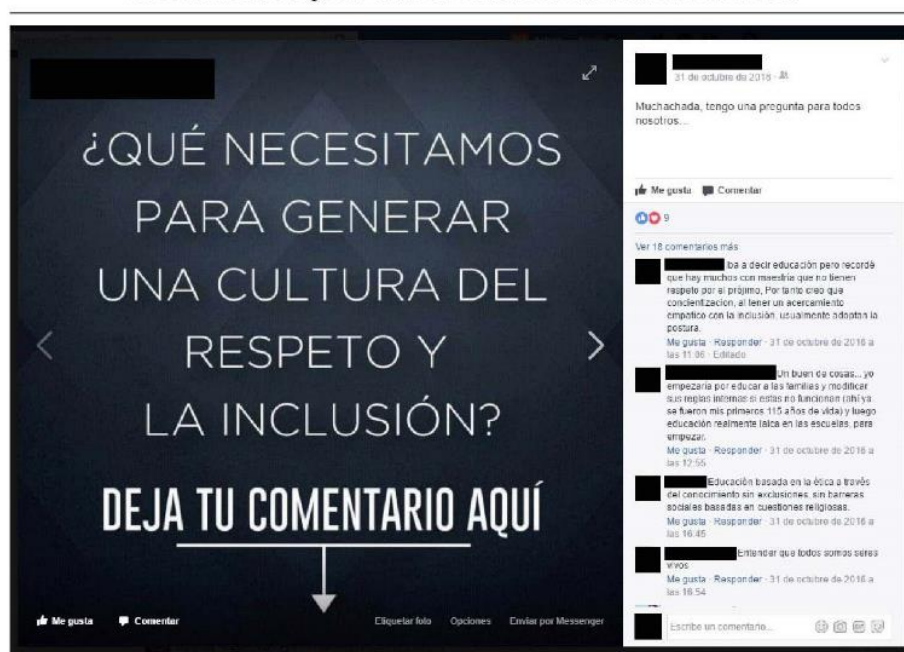 ¿QUÉ NECESITAMOS
PARA GENERAR
UNA CULTURA DEL
RESPETO Y
LA INCLUSIÓN?
DEJA TU COMENTARIO AQUÍ
Me gusta Comentar
Etiquetar foto Opciones Enviar por Messenger
31 de octubre de 2016
Muchachada, tengo una pregunta para todos
nosotros...
Me gusta Comentar
9
Ver 18 comentarios más
Iba a decir educación pero recordé
que hay muchos con maestría que no tienen
respeto por el prójimo, Por tanto creo que
concientizacion, al tener un acercamiento
empatico con la inclusión, usualmente adoptan la
postura.
Me gusta · Responder · 31 de octubre de 2016 a
las 11:06 · Editado
Un buen de cosas... yo
empezaría por educar a las familias y modificar
sus reglas internas si estas no funcionan (ahí ya
se fueron mis primeros 115 años de vida) y luego
educación realmente laica en las escuelas, para
empezar.
Me gusta · Responder · 31 de octubre de 2016 a
las 12:55
Educación basada en la ética a través
del conocimiento sin exclusiones, sin barreras
sociales basadas en cuestiones religiosas.
Me gusta · Responder · 31 de octubre de 2016 a
las 16:45
Entender que todos somos seres
vivos
Me gusta · Responder · 31 de octubre de 2016 a
las 16:54
Escribe un comentario...